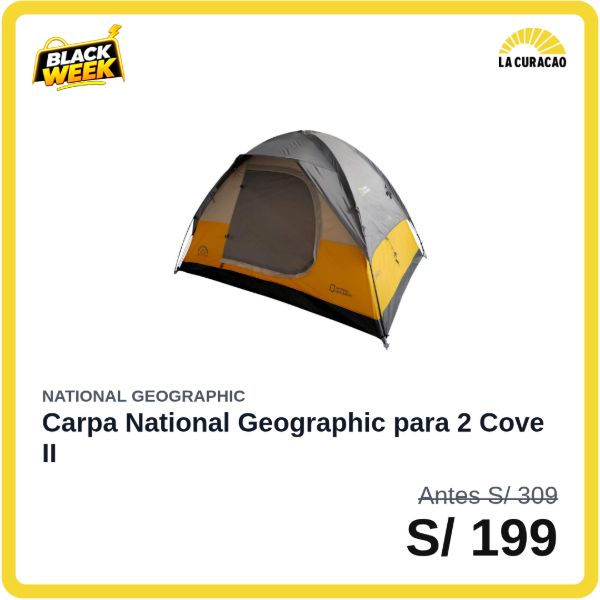 BLACK
WEEK
LA CURACAO
NATIONAL GEOGRAPHIC
Carpa National Geographic para 2 Cove
II
Antes S/ 309
S/ 199